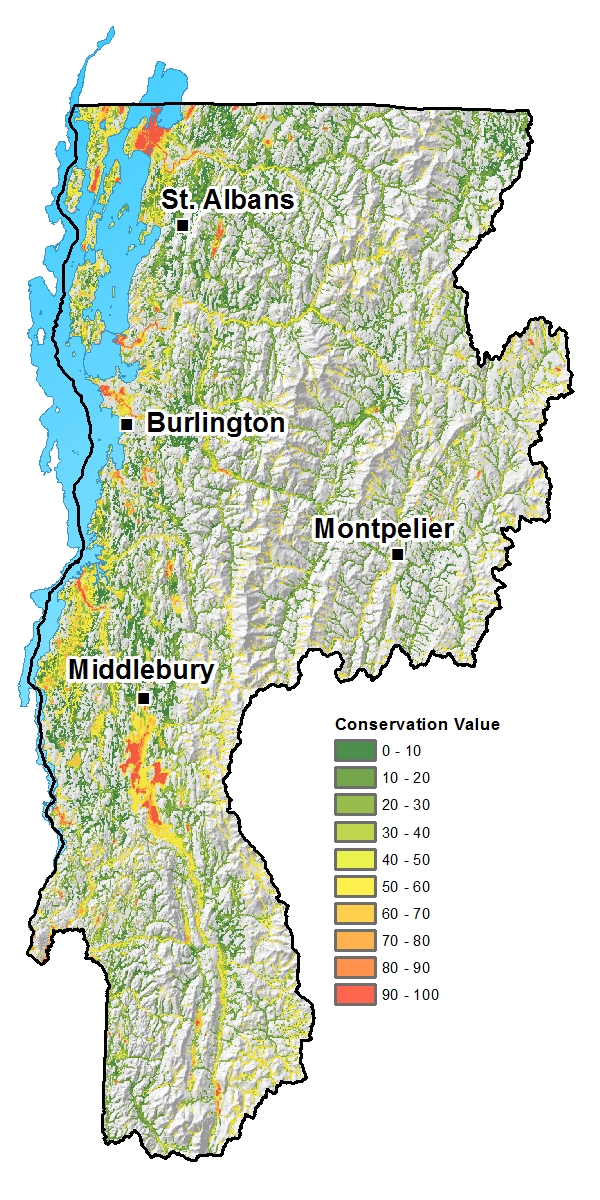 St. Albans
Burlington
Montpelier
Middlebury
Conservation Value
0 - 10
10 - 20
20 - 30
30 - 40
40 - 50
50 - 60
60 - 70
70 - 80
80 - 90
90 - 100